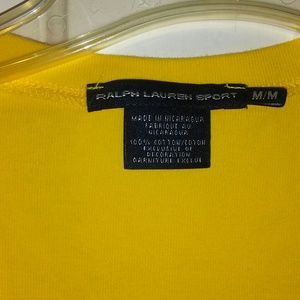 RALPH LAUREN SPORT M/M
MADE IN NICARAGUA
FABRIQUE AU
NICARAGUA
100% COTTON/COTON
EXCLUSIVE OF
DECORATION
GARNITURE EXCLUE